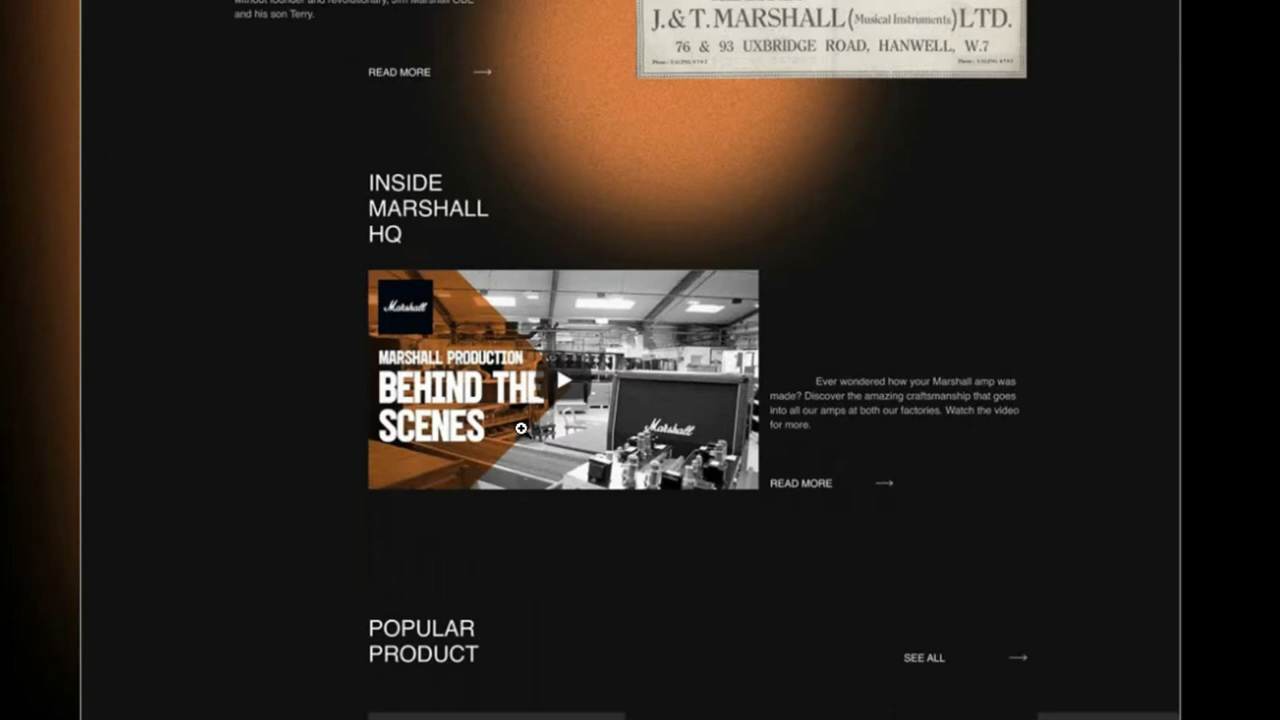 and his son Terry.
READ MORE
J. & T. MARSHALL (Musical Instruments) LTD.
76 & 93 UXBRIDGE ROAD, HANWELL, W.7
INSIDE
MARSHALL
HQ
Marshall
MARSHALL PRODUCTION
BEHIND THE
SCENES
Marshall
Ever wondered how your Marshall amp was
made? Discover the amazing craftsmanship that goes
into all our amps at both our factories. Watch the video
for more.
READ MORE
POPULAR
PRODUCT
SEE ALL